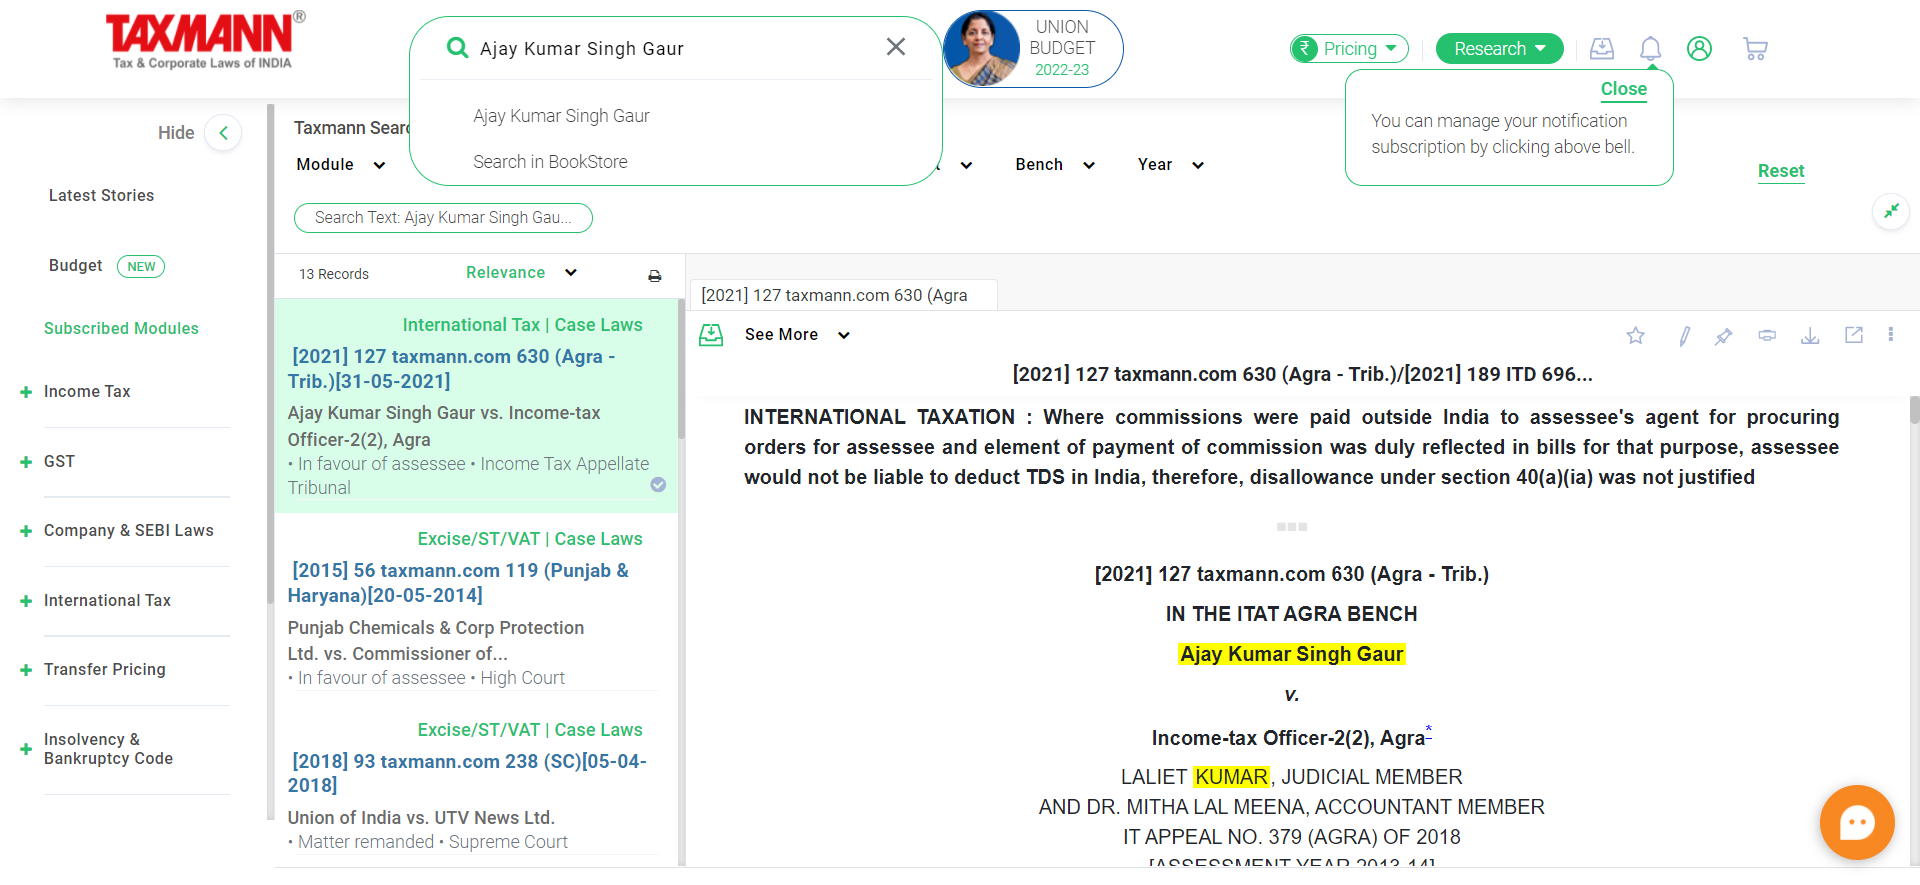 TAXMANN®
Tax & Corporate Laws of INDIA
Ajay Kumar Singh Gaur
Ajay Kumar Singh Gaur
Search in BookStore
UNION
BUDGET
2022-23
₹ Pricing
Research
Close
You can manage your notification
subscription by clicking above bell.
Hide
Latest Stories
Budget NEW
Subscribed Modules
Income Tax
GST
Company & SEBI Laws
International Tax
Transfer Pricing
Insolvency &
Bankruptcy Code
Taxmann
Module
Bench
Year
Reset
Search Text: Ajay Kumar Singh Gau...
13 Records
Relevance
International Tax | Case Laws
[2021] 127 taxmann.com 630 (Agra -
Trib.)[31-05-2021]
Ajay Kumar Singh Gaur vs. Income-tax
Officer-2(2), Agra
• In favour of assessee • Income Tax Appellate
Tribunal
Excise/ST/VAT | Case Laws
[2015] 56 taxmann.com 119 (Punjab &
Haryana)[20-05-2014]
Punjab Chemicals & Corp Protection
Ltd. vs. Commissioner of...
• In favour of assessee • High Court
Excise/ST/VAT | Case Laws
[2018] 93 taxmann.com 238 (SC)[05-04-
2018]
Union of India vs. UTV News Ltd.
• Matter remanded • Supreme Court
[2021] 127 taxmann.com 630 (Agra
See More
[2021] 127 taxmann.com 630 (Agra - Trib.)/[2021] 189 ITD 696...
INTERNATIONAL TAXATION : Where commissions were paid outside India to assessee's agent for procuring
orders for assessee and element of payment of commission was duly reflected in bills for that purpose, assessee
would not be liable to deduct TDS in India, therefore, disallowance under section 40(a)(ia) was not justified
[2021] 127 taxmann.com 630 (Agra - Trib.)
IN THE ITAT AGRA BENCH
Ajay Kumar Singh Gaur
v.
Income-tax Officer-2(2), Agra*
LALIET KUMAR, JUDICIAL MEMBER
AND DR. MITHA LAL MEENA, ACCOUNTANT MEMBER
IT APPEAL NO. 379 (AGRA) OF 2018
[ASSESSMENT YEAR 2013-14]